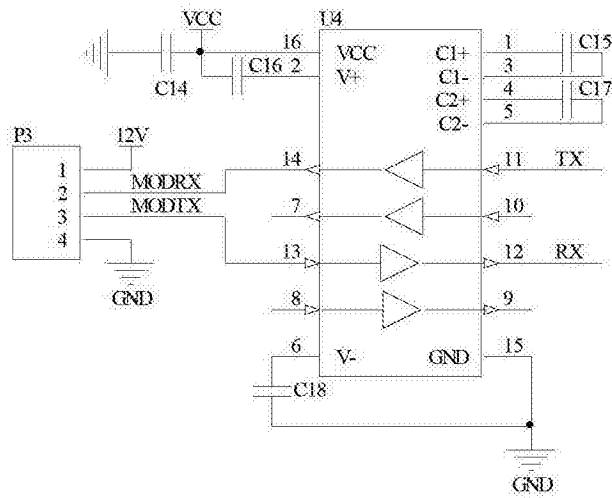 VCC
U4
16
VCC
C1+
1
C15
C14
C16
2
V+
C1-
3
C2+
4
C17
C2-
5
P3
12V
1
2
MODRX
14
11
TX
3
MODTX
7
10
4
13
12
RX
GND
8
9
6
V-
GND
15
C18
GND